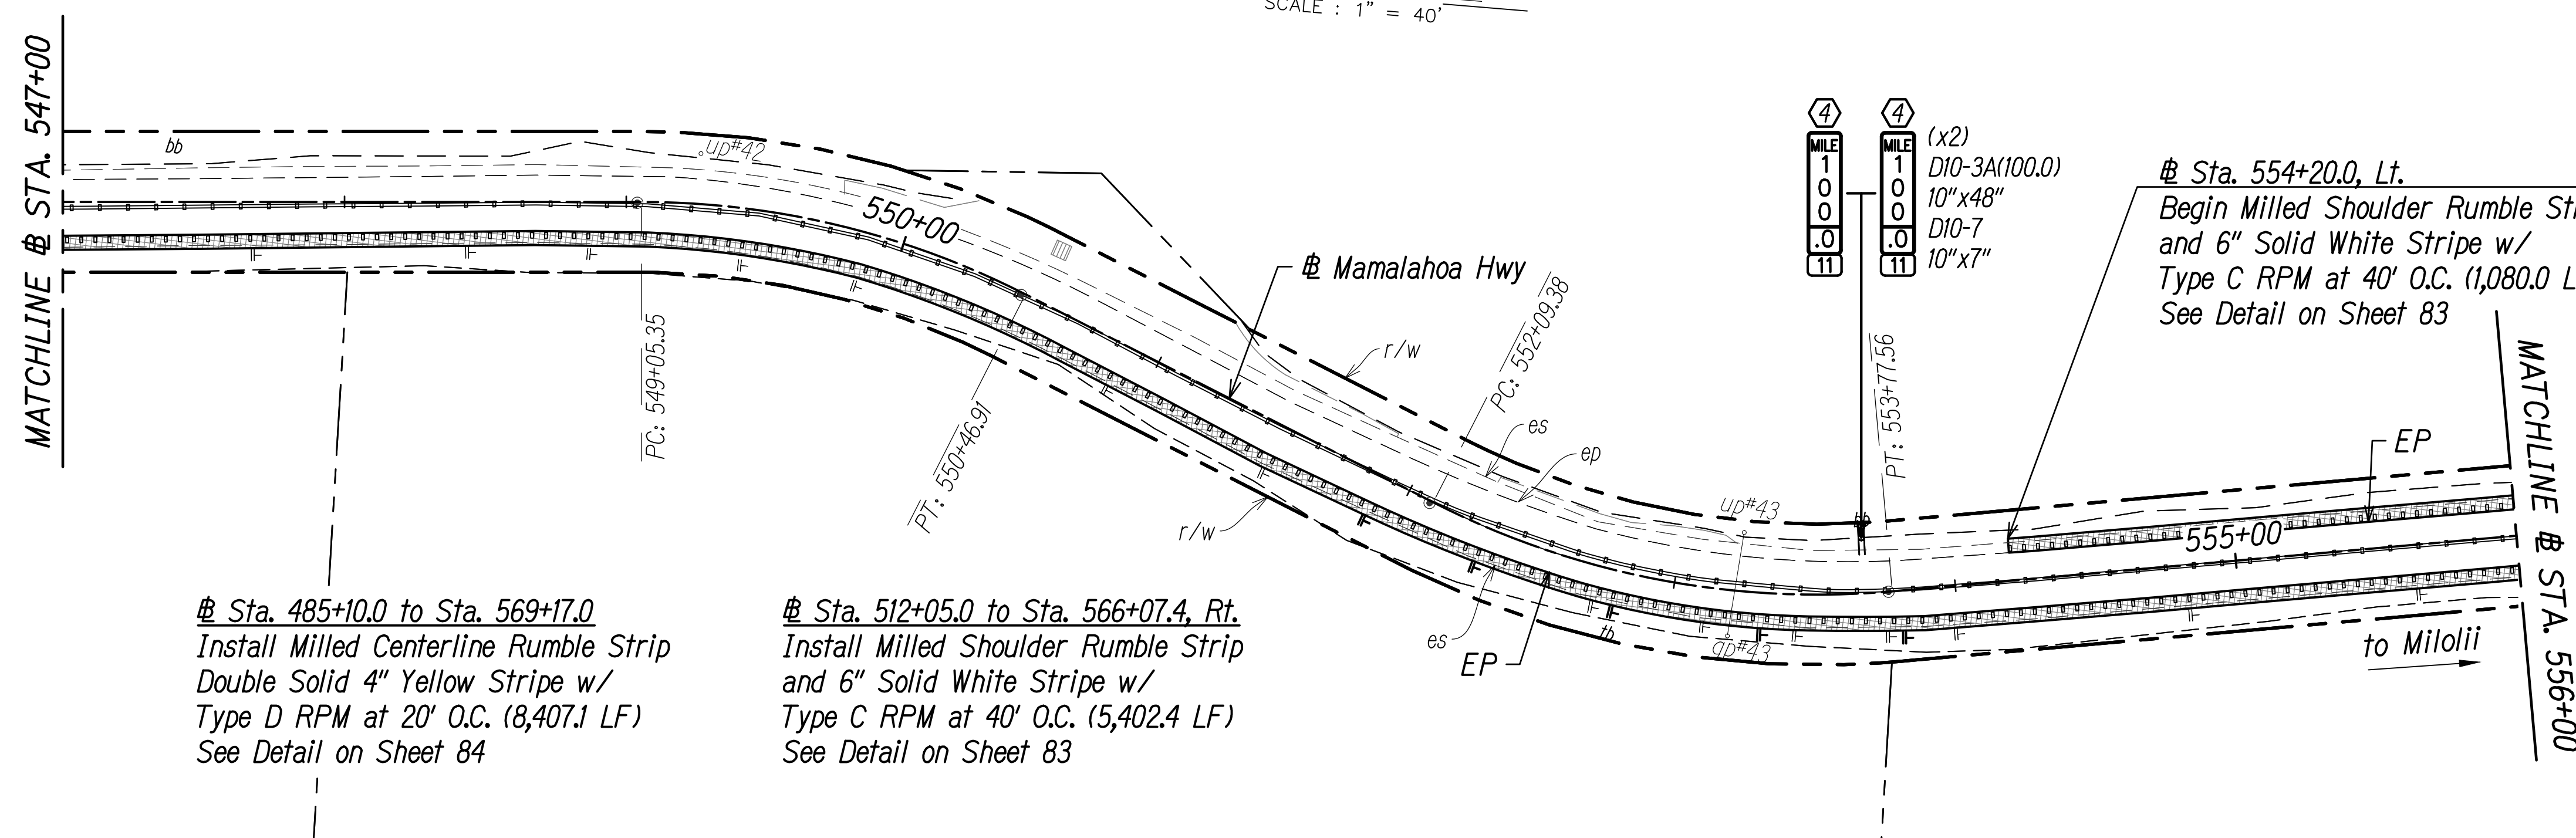 SCALE : 1" = 40'
MATCHLINE ℄ STA. 547+00
bb
up#42
550+00
℄ Mamalahoa Hwy
r/w
PC: 549+05.35
PT: 550+46.91
PC: 552+09.38
es
ep
r/w
up#43
PT: 553+77.56
4
MILE
1
0
0
.0
11
4
MILE
1
0
0
.0
11
(x2)
D10-3A(100.0)
10"x48"
D10-7
10"x7"
℄ Sta. 554+20.0, Lt.
Begin Milled Shoulder Rumble
and 6" Solid White Stripe w/
Type C RPM at 40' O.C. (1,080.0
See Detail on Sheet 83
EP
555+00
MATCHLINE ℄ STA. 556+00
to Milolii
es
EP
tb
gp#43
℄ Sta. 485+10.0 to Sta. 569+17.0
Install Milled Centerline Rumble Strip
Double Solid 4" Yellow Stripe w/
Type D RPM at 20' O.C. (8,407.1 LF)
See Detail on Sheet 84
℄ Sta. 512+05.0 to Sta. 566+07.4, Rt.
Install Milled Shoulder Rumble Strip
and 6" Solid White Stripe w/
Type C RPM at 40' O.C. (5,402.4 LF)
See Detail on Sheet 83